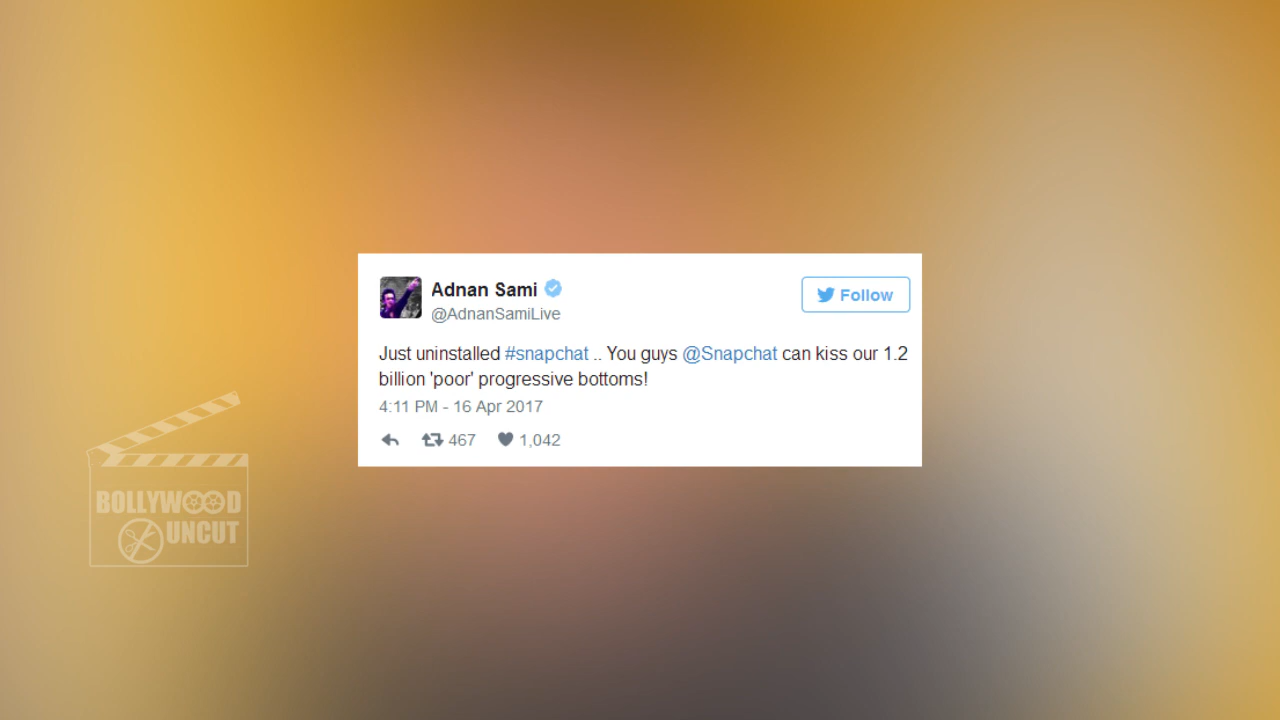 Adnan Sami
@AdnanSamiLive
Follow
Just uninstalled #snapchat .. You guys @Snapchat can kiss our 1.2
billion 'poor' progressive bottoms!
4:11 PM - 16 Apr 2017
467 1,042
BOLLYWOOD
UNCUT